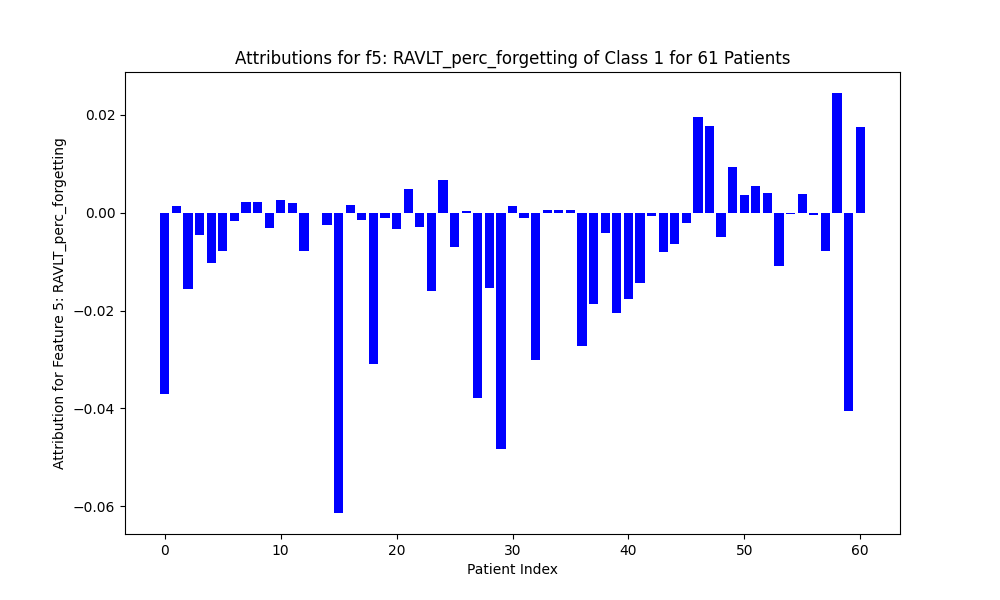 Attributions for f5: RAVLT_perc_forgetting of Class 1 for 61 Patients
Attribution for Feature 5: RAVLT_perc_forgetting
0.02
0.00
−0.02
−0.04
−0.06
0 10 20 30 40 50 60
Patient Index